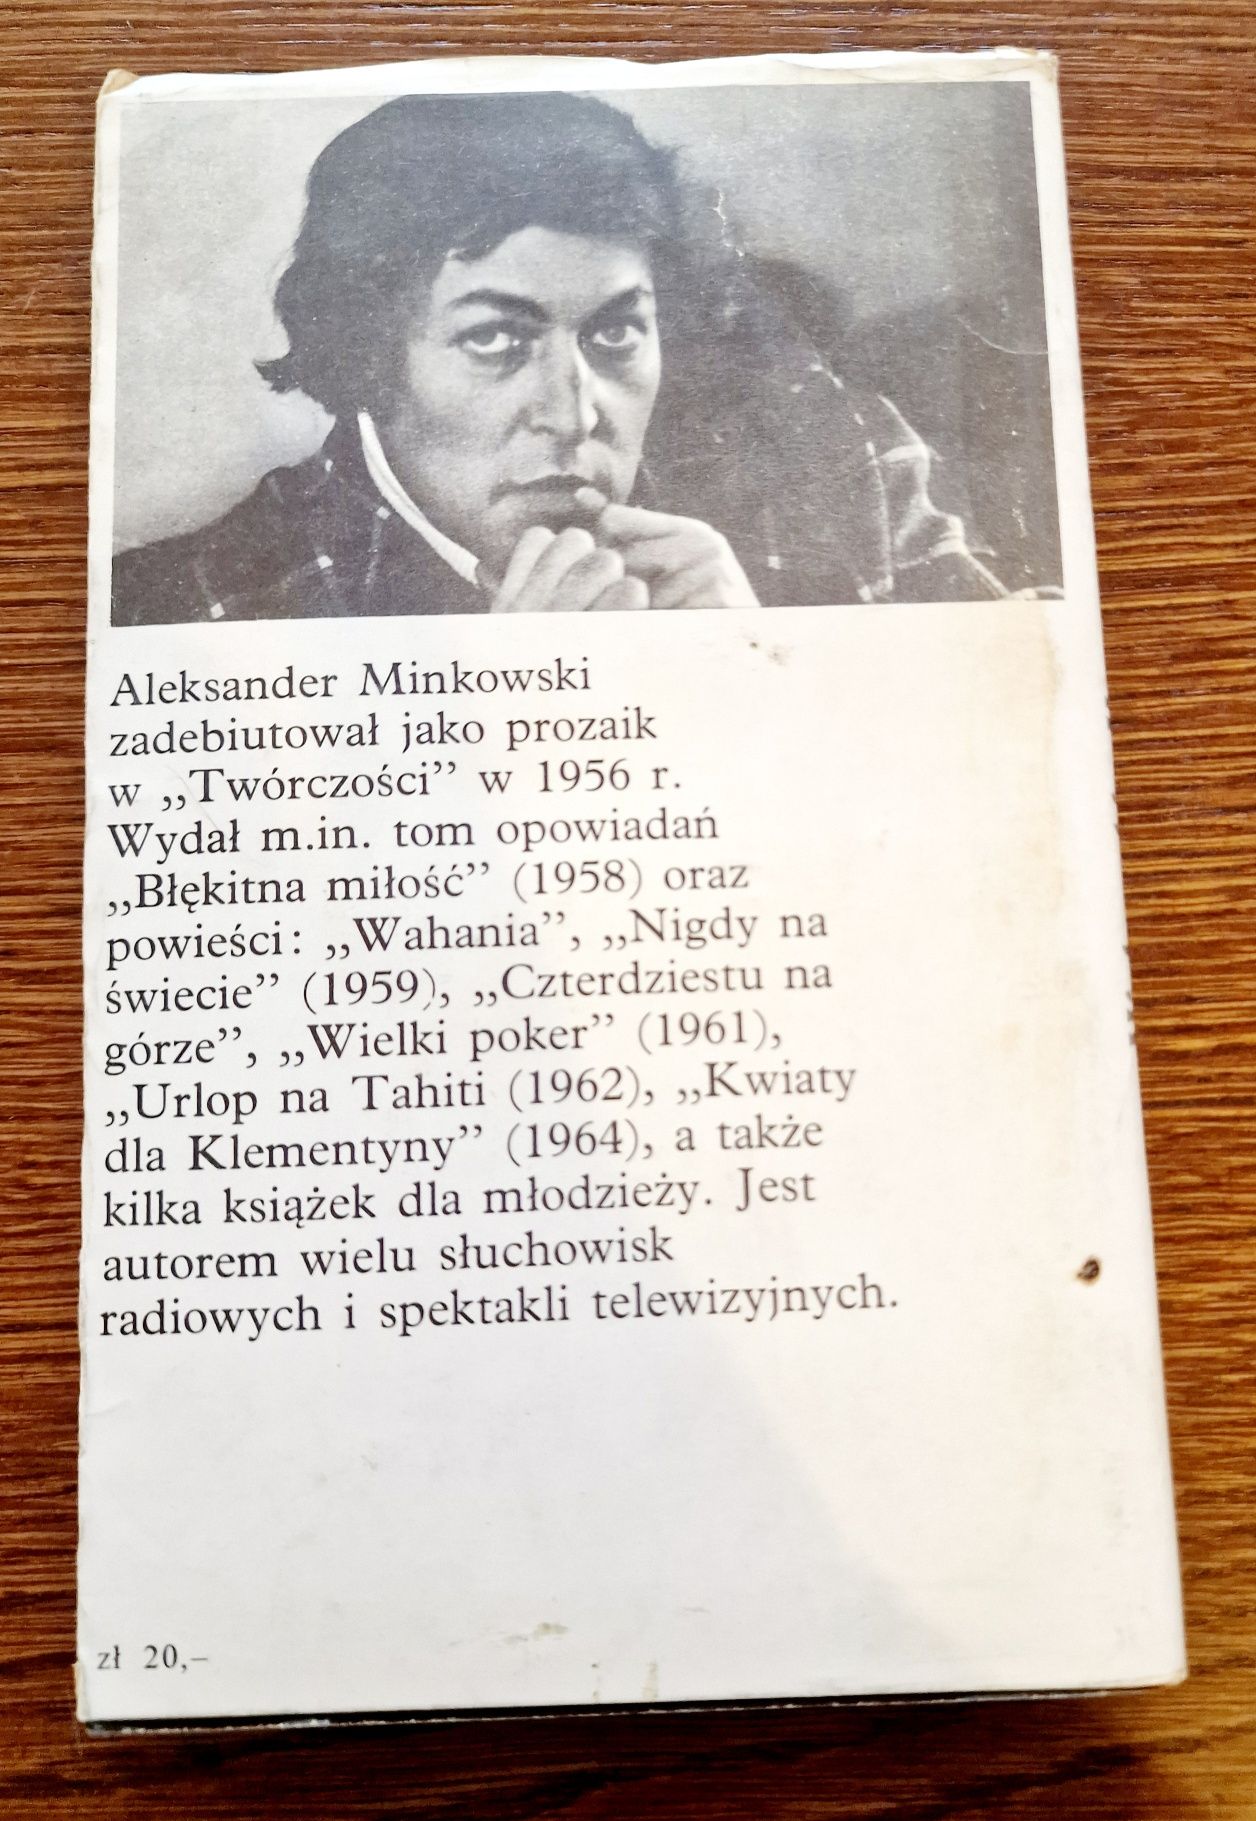 Aleksander Minkowski
zadebiutował jako prozaik
w „Twórczości” w 1956 r.
Wydał m.in. tom opowiadań
„Błękitna miłość” (1958) oraz
powieści: „Wahania”, „Nigdy na
świecie” (1959), „Czterdziestu na
górze”, „Wielki poker” (1961),
„Urlop na Tahiti (1962), „Kwiaty
dla Klementyny” (1964), a także
kilka książek dla młodzieży. Jest
autorem wielu słuchowisk
radiowych i spektakli telewizyjnych.
zł 20,–